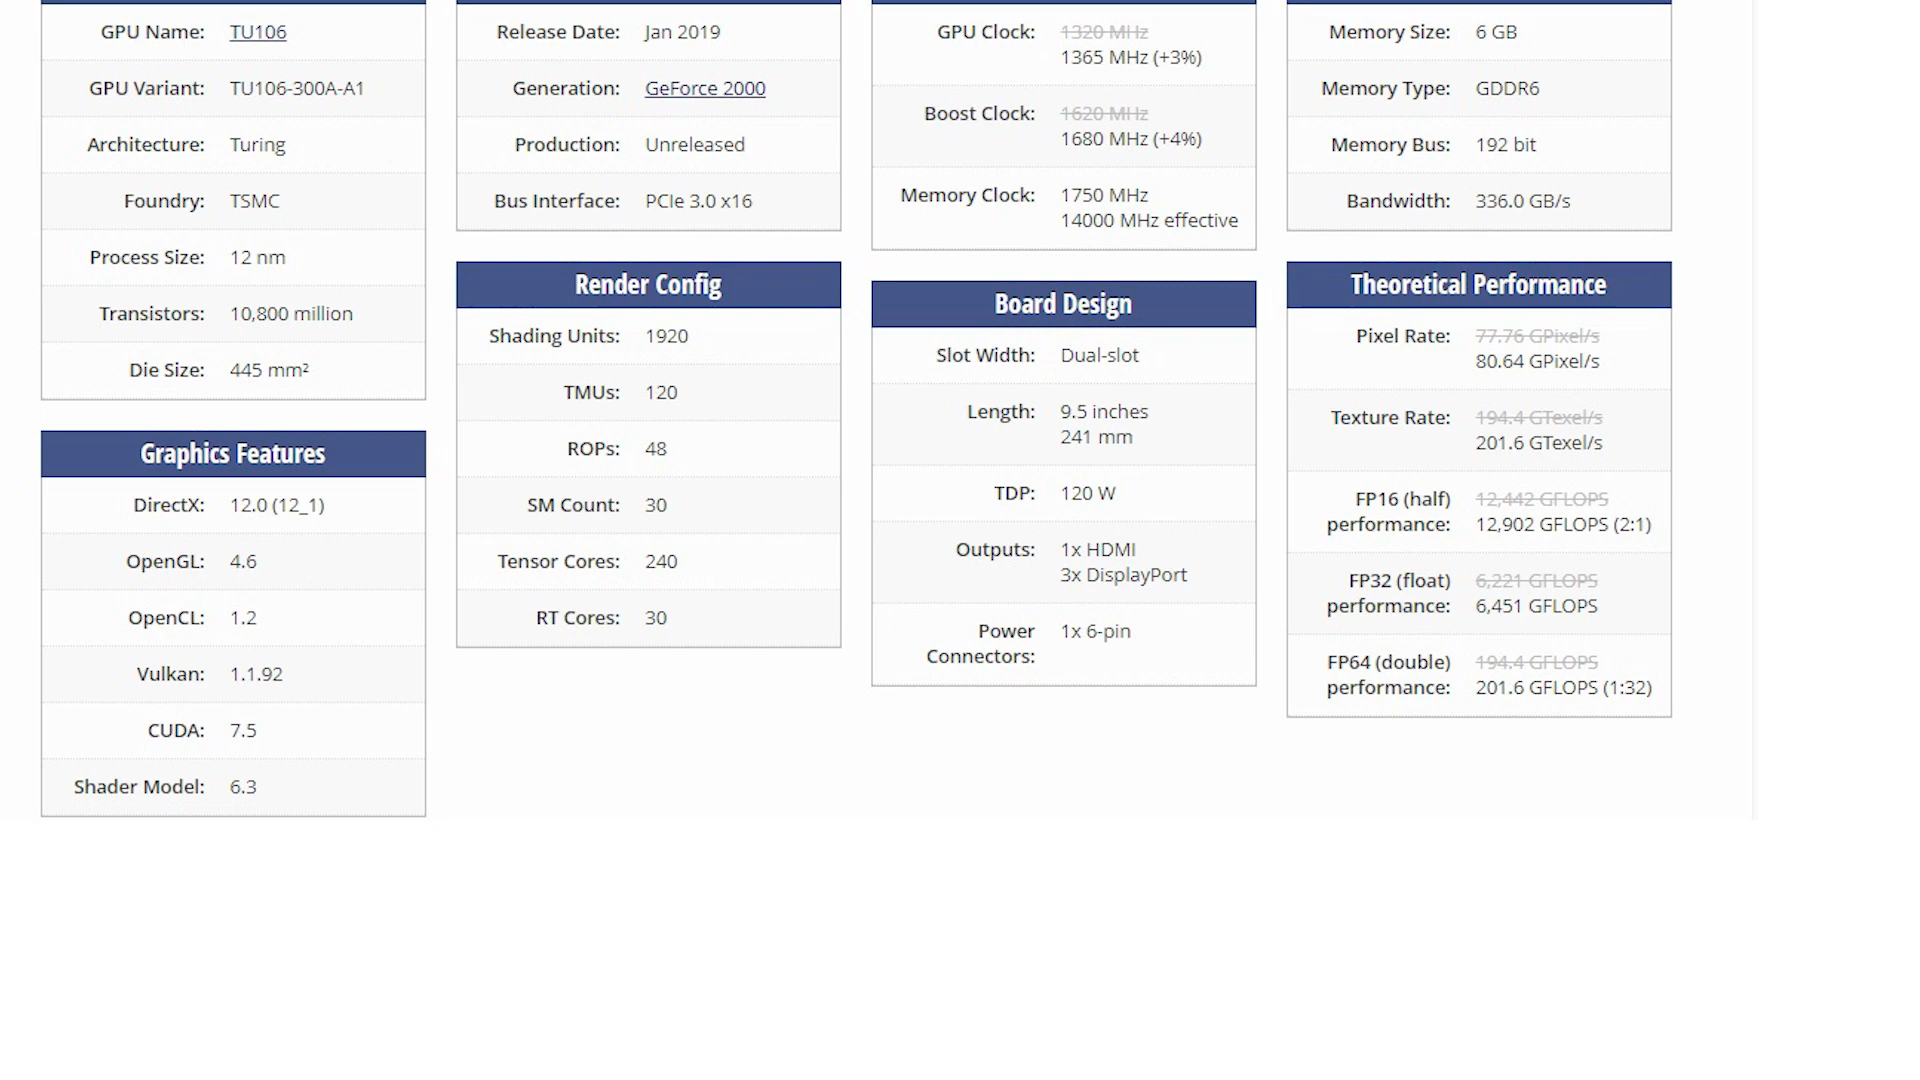 GPU Name: TU106
GPU Variant: TU106-300A-A1
Architecture: Turing
Foundry: TSMC
Process Size: 12 nm
Transistors: 10,800 million
Die Size: 445 mm²
Graphics Features
DirectX: 12.0 (12_1)
OpenGL: 4.6
OpenCL: 1.2
Vulkan: 1.1.92
CUDA: 7.5
Shader Model: 6.3
Release Date: Jan 2019
Generation: GeForce 2000
Production: Unreleased
Bus Interface: PCIe 3.0 x16
Render Config
Shading Units: 1920
TMUs: 120
ROPs: 48
SM Count: 30
Tensor Cores: 240
RT Cores: 30
GPU Clock: 1320 MHz
1365 MHz (+3%)
Boost Clock: 1620 MHz
1680 MHz (+4%)
Memory Clock: 1750 MHz
14000 MHz effective
Board Design
Slot Width: Dual-slot
Length: 9.5 inches
241 mm
TDP: 120 W
Outputs: 1x HDMI
3x DisplayPort
Power 1x 6-pin
Connectors:
Memory Size: 6 GB
Memory Type: GDDR6
Memory Bus: 192 bit
Bandwidth: 336.0 GB/s
Theoretical Performance
Pixel Rate: 77.76 GPixel/s
80.64 GPixel/s
Texture Rate: 194.4 GTexel/s
201.6 GTexel/s
FP16 (half) 12,442 GFLOPS
performance: 12,902 GFLOPS (2:1)
FP32 (float) 6,221 GFLOPS
performance: 6,451 GFLOPS
FP64 (double) 194.4 GFLOPS
performance: 201.6 GFLOPS (1:32)